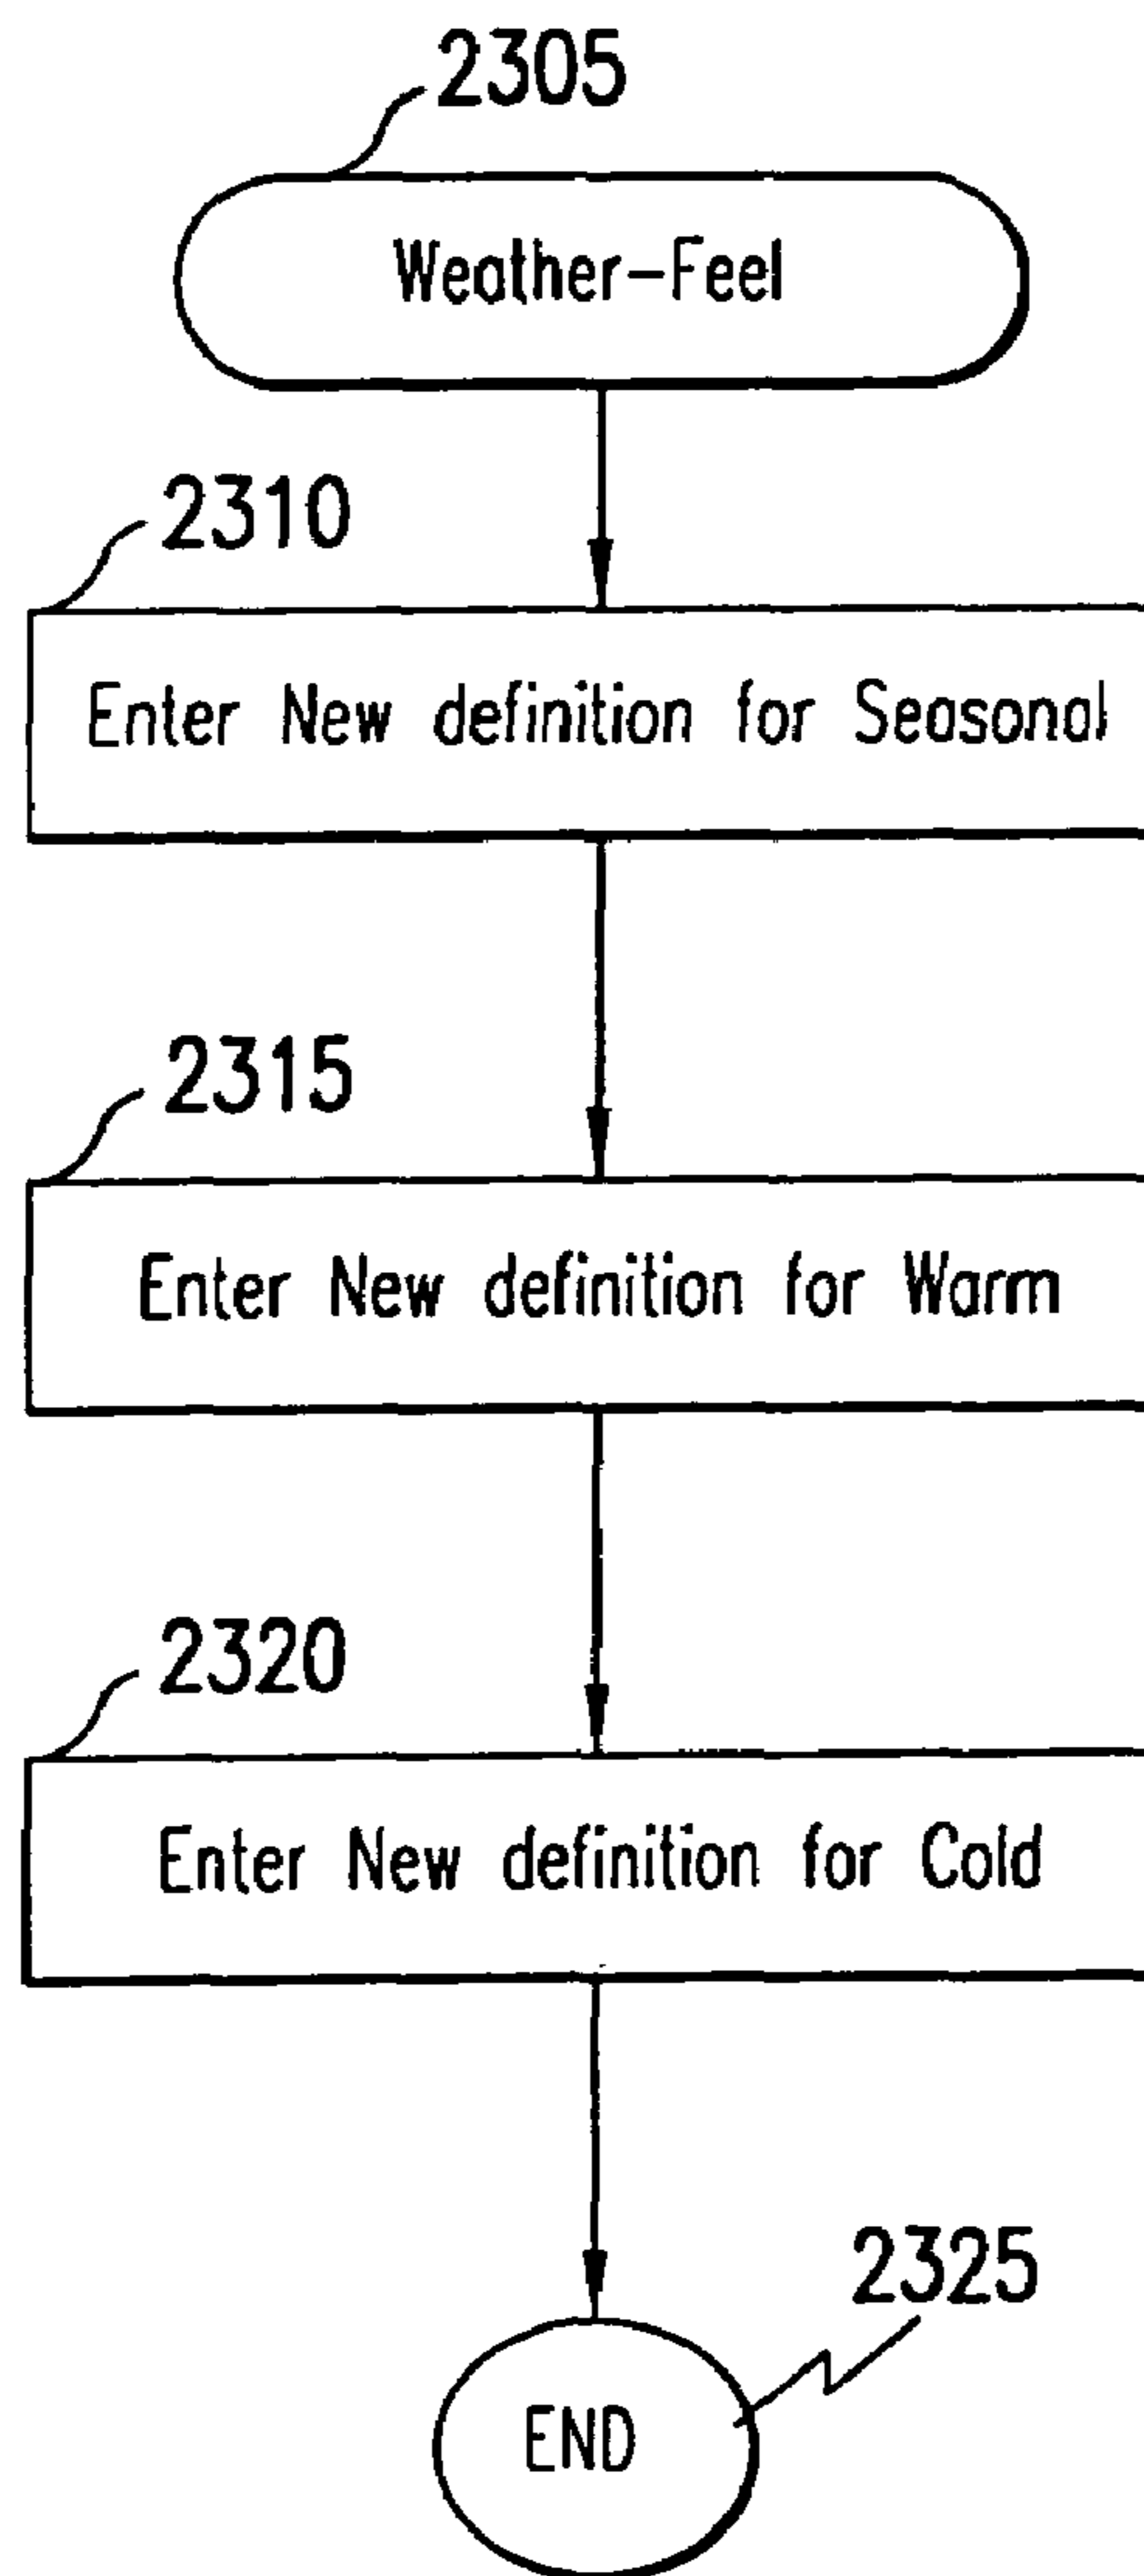 2305
Weather-Feel
2310
Enter New definition for Seasonal
2315
Enter New definition for Warm
2320
Enter New definition for Cold
2325
END